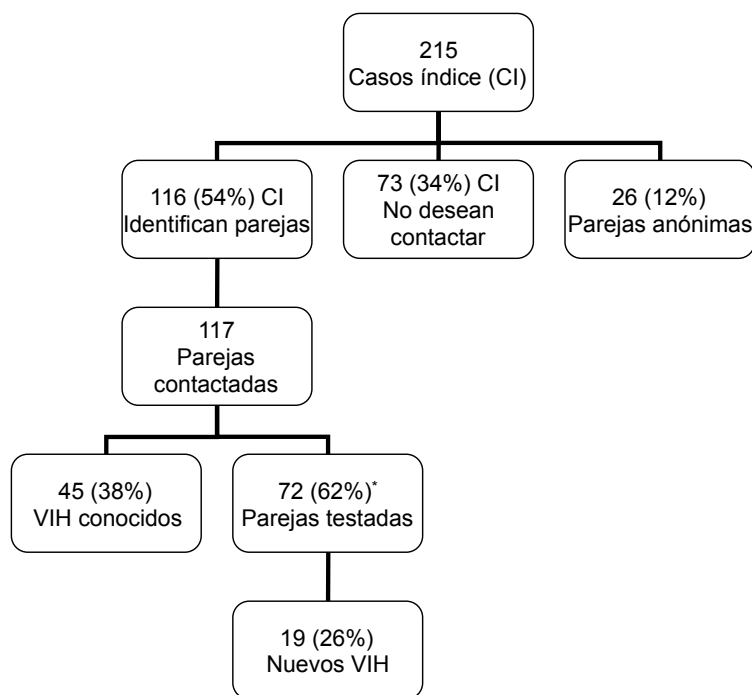 215
Casos índice (CI)
116 (54%) CI
Identifican parejas
73 (34%) CI
No desean
contactar
26 (12%)
Parejas anónimas
117
Parejas
contactadas
45 (38%)
VIH conocidos
72 (62%)*
Parejas testadas
19 (26%)
Nuevos VIH